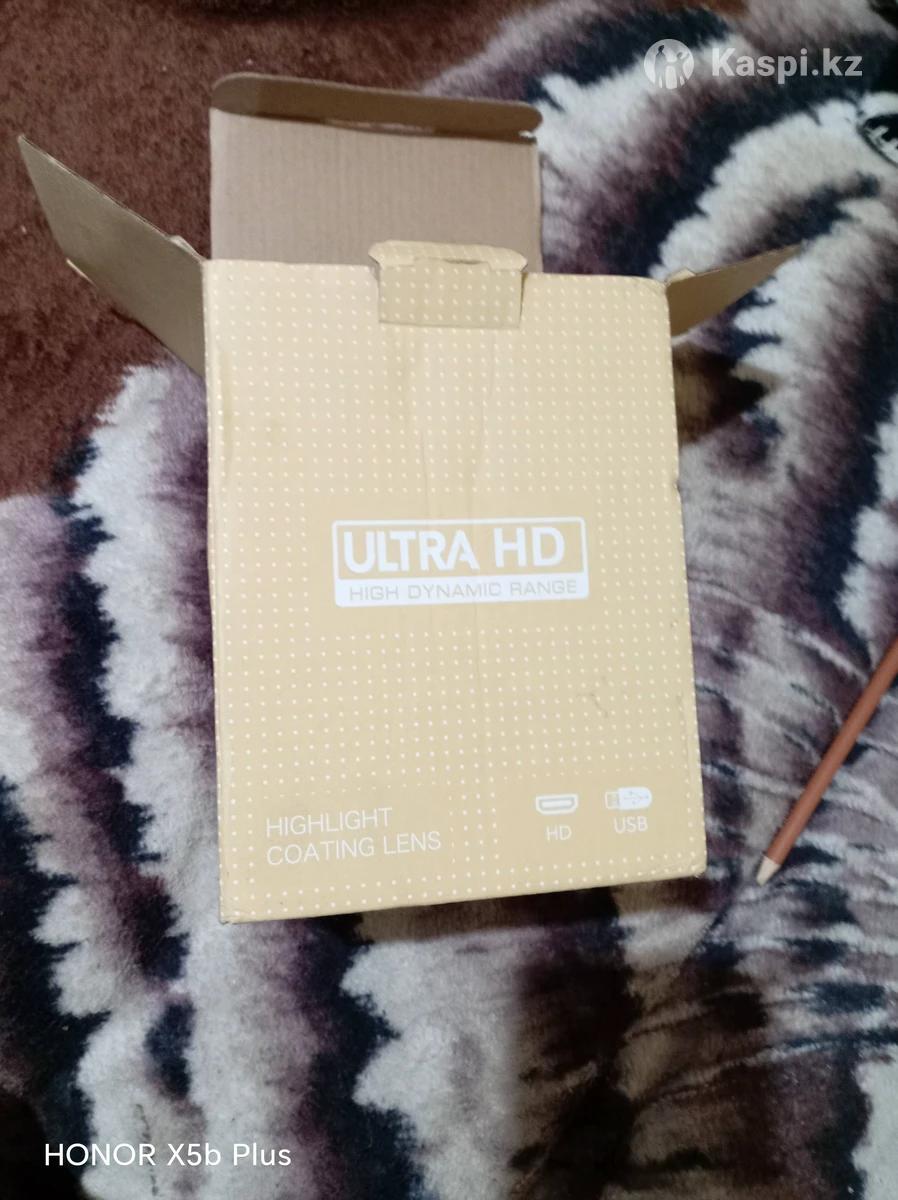 Kaspi.kz
ULTRA HD
HIGH DYNAMIC RANGE
HIGHLIGHT
COATING LENS
HD
USB
HONOR X5b Plus